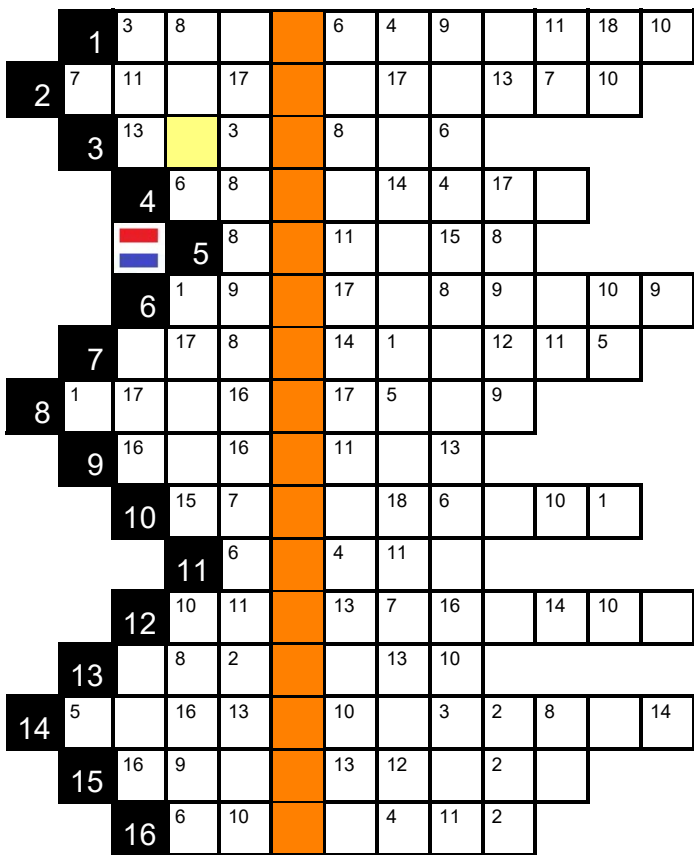 1 3 8 6 4 9 11 18 10
2 7 11 17 17 13 7 10
3 13 3 8 6
4 6 8 14 4 17
5 8 11 15 8
6 1 9 17 8 9 10 9
7 17 8 14 1 12 11 5
8 1 17 16 17 5 9
9 16 16 11 13
10 15 7 18 6 10 1
11 6 4 11
12 10 11 13 7 16 14 10
13 8 2 13 10
14 5 16 13 10 3 2 8 14
15 16 9 13 12 2
16 6 10 4 11 2